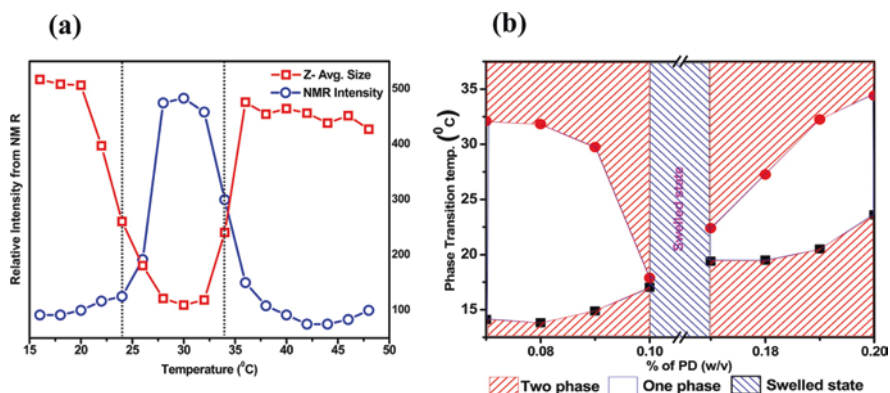 (a)
(b)
Relative Intensity from NM R
Z- Avg. Size
NMR Intensity
500
400
300
200
100
15 20 25 30 35 40 45 50
Temperature (⁰C)
Phase Transition temp. (⁰C)
35
30
25
20
15
Swelled state
0.08 0.10 0.18 0.20
% of PD (w/v)
Two phase One phase Swelled state